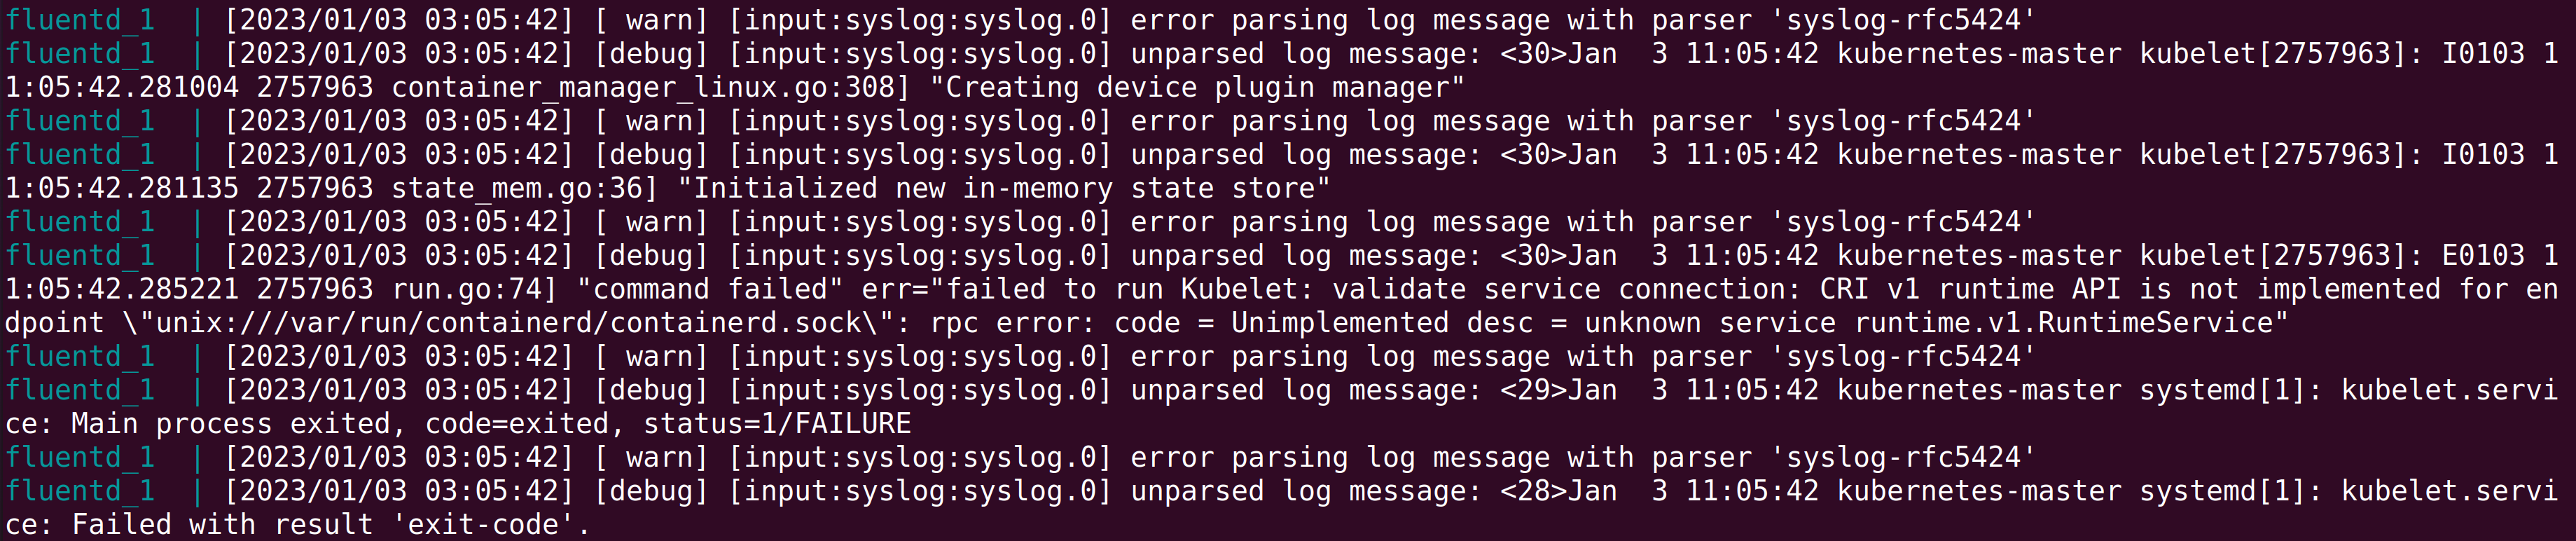 fluentd_1  | [2023/01/03 03:05:42] [ warn] [input:syslog:syslog.0] error parsing log message with parser 'syslog-rfc5424'
fluentd_1  | [2023/01/03 03:05:42] [debug] [input:syslog:syslog.0] unparsed log message: <30>Jan  3 11:05:42 kubernetes-master kubelet[2757963]: I0103 1
1:05:42.281004 2757963 container_manager_linux.go:308] "Creating device plugin manager"
fluentd_1  | [2023/01/03 03:05:42] [ warn] [input:syslog:syslog.0] error parsing log message with parser 'syslog-rfc5424'
fluentd_1  | [2023/01/03 03:05:42] [debug] [input:syslog:syslog.0] unparsed log message: <30>Jan  3 11:05:42 kubernetes-master kubelet[2757963]: I0103 1
1:05:42.281135 2757963 state_mem.go:36] "Initialized new in-memory state store"
fluentd_1  | [2023/01/03 03:05:42] [ warn] [input:syslog:syslog.0] error parsing log message with parser 'syslog-rfc5424'
fluentd_1  | [2023/01/03 03:05:42] [debug] [input:syslog:syslog.0] unparsed log message: <30>Jan  3 11:05:42 kubernetes-master kubelet[2757963]: E0103 1
1:05:42.285221 2757963 run.go:74] "command failed" err="failed to run Kubelet: validate service connection: CRI v1 runtime API is not implemented for en
dpoint \"unix:///var/run/containerd/containerd.sock\": rpc error: code = Unimplemented desc = unknown service runtime.v1.RuntimeService"
fluentd_1  | [2023/01/03 03:05:42] [ warn] [input:syslog:syslog.0] error parsing log message with parser 'syslog-rfc5424'
fluentd_1  | [2023/01/03 03:05:42] [debug] [input:syslog:syslog.0] unparsed log message: <29>Jan  3 11:05:42 kubernetes-master systemd[1]: kubelet.servi
ce: Main process exited, code=exited, status=1/FAILURE
fluentd_1  | [2023/01/03 03:05:42] [ warn] [input:syslog:syslog.0] error parsing log message with parser 'syslog-rfc5424'
fluentd_1  | [2023/01/03 03:05:42] [debug] [input:syslog:syslog.0] unparsed log message: <28>Jan  3 11:05:42 kubernetes-master systemd[1]: kubelet.servi
ce: Failed with result 'exit-code'.